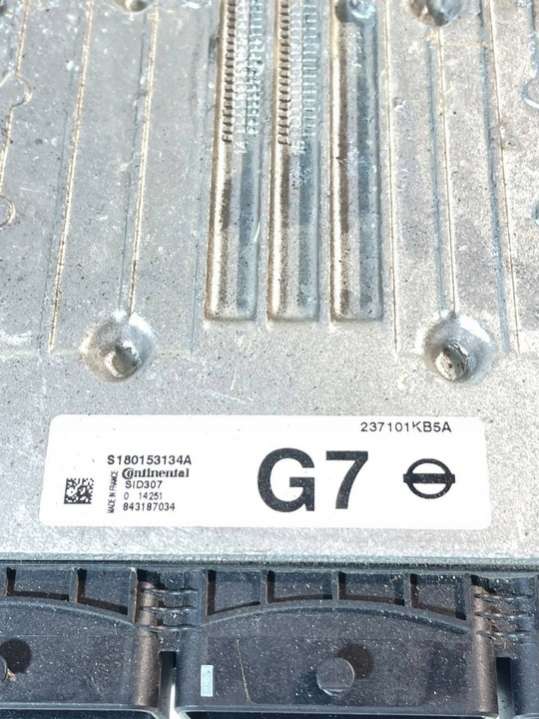 237101KB5A
S180153134A
Continental
SID307
0 14251
843187034
MADE IN FRANCE
G7